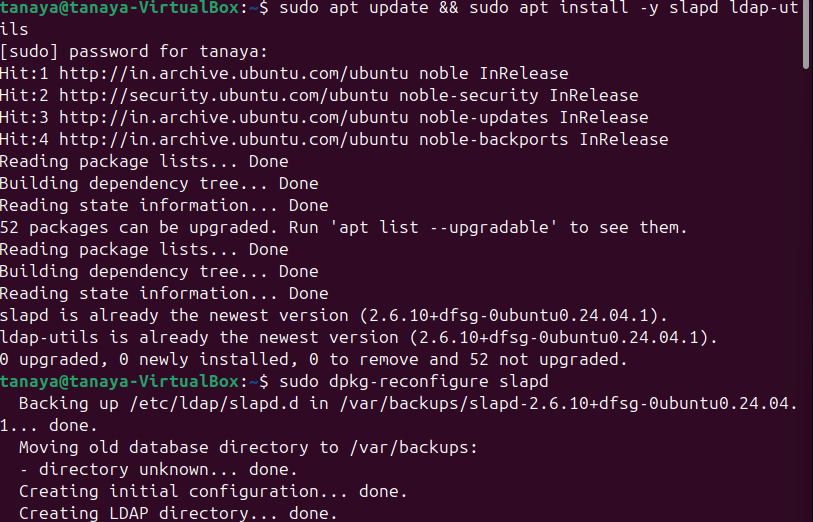 tanaya@tanaya-VirtualBox:~$ sudo apt update && sudo apt install -y slapd ldap-ut
ils
[sudo] password for tanaya:
Hit:1 http://in.archive.ubuntu.com/ubuntu noble InRelease
Hit:2 http://security.ubuntu.com/ubuntu noble-security InRelease
Hit:3 http://in.archive.ubuntu.com/ubuntu noble-updates InRelease
Hit:4 http://in.archive.ubuntu.com/ubuntu noble-backports InRelease
Reading package lists... Done
Building dependency tree... Done
Reading state information... Done
52 packages can be upgraded. Run 'apt list --upgradable' to see them.
Reading package lists... Done
Building dependency tree... Done
Reading state information... Done
slapd is already the newest version (2.6.10+dfsg-0ubuntu0.24.04.1).
ldap-utils is already the newest version (2.6.10+dfsg-0ubuntu0.24.04.1).
0 upgraded, 0 newly installed, 0 to remove and 52 not upgraded.
tanaya@tanaya-VirtualBox:~$ sudo dpkg-reconfigure slapd
  Backing up /etc/ldap/slapd.d in /var/backups/slapd-2.6.10+dfsg-0ubuntu0.24.04.
1... done.
  Moving old database directory to /var/backups:
  - directory unknown... done.
  Creating initial configuration... done.
  Creating LDAP directory... done.